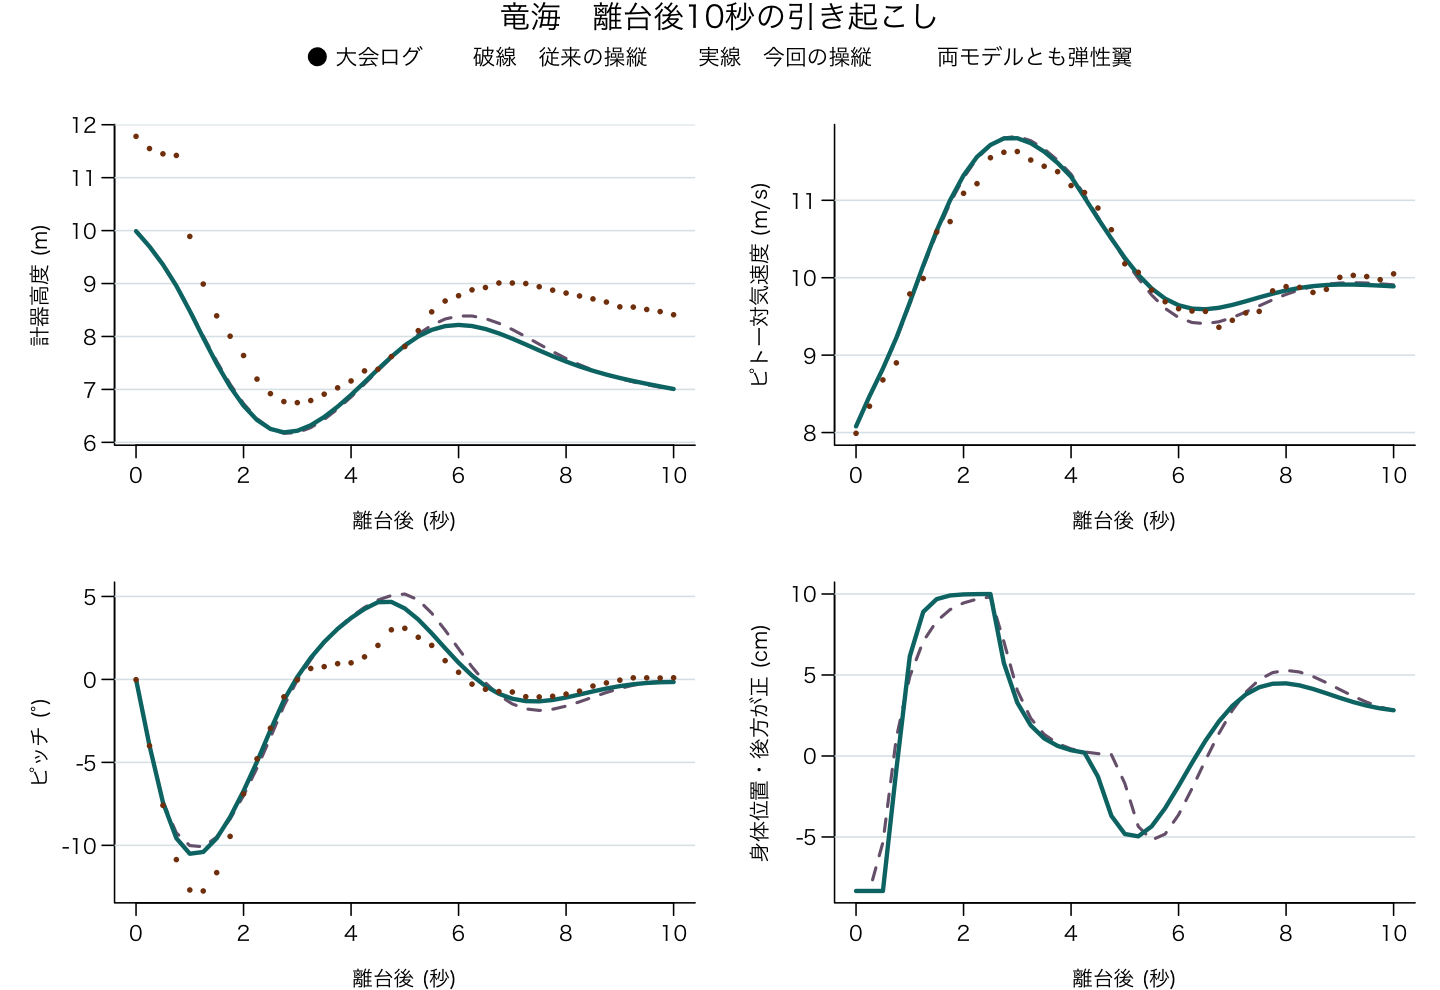 竜海　離台後10秒の引き起こし
● 大会ログ　破線　従来の操縦　実線　今回の操縦　両モデルとも弾性翼
計器高度 (m)
12
11
10
9
8
7
6
0 2 4 6 8 10
離台後 (秒)
ピトー対気速度 (m/s)
11
10
9
8
0 2 4 6 8 10
離台後 (秒)
ピッチ (°)
5
0
-5
-10
0 2 4 6 8 10
離台後 (秒)
身体位置・後方が正 (cm)
10
5
0
-5
0 2 4 6 8 10
離台後 (秒)